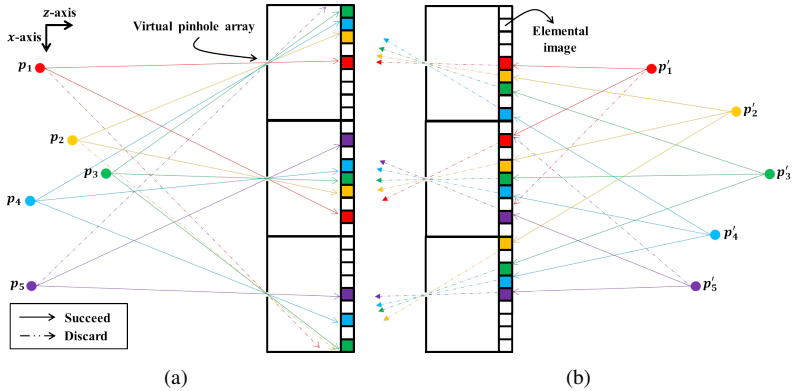 z-axis
x-axis
Virtual pinhole array
Elemental image
p1
p2
p3
p4
p5
p′1
p′2
p′3
p′4
p′5
Succeed
Discard
(a)
(b)